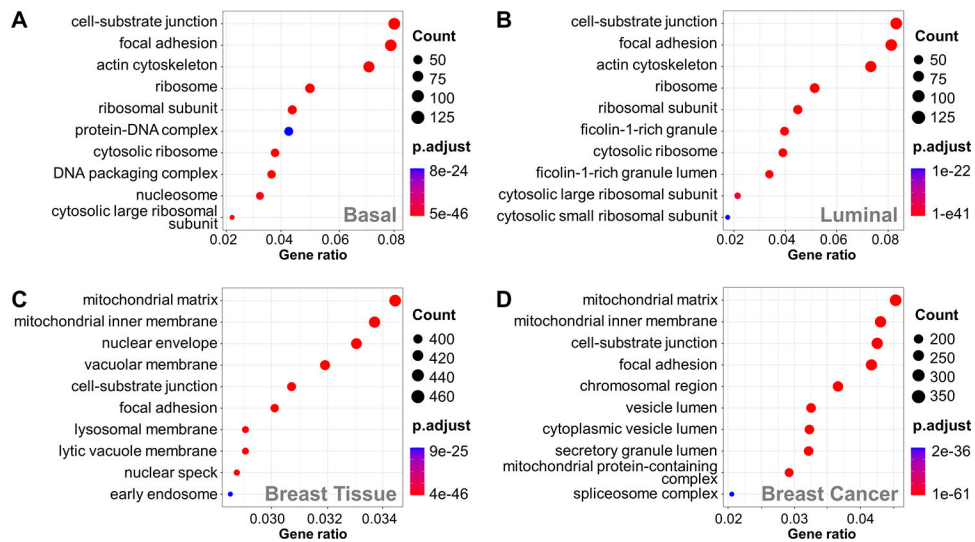 A
cell-substrate junction
focal adhesion
actin cytoskeleton
ribosome
ribosomal subunit
protein-DNA complex
cytosolic ribosome
DNA packaging complex
nucleosome
cytosolic large ribosomal
subunit
Basal
0.02 0.04 0.06 0.08
Gene ratio
Count
50
75
100
125
p.adjust
8e-24
5e-46
B
cell-substrate junction
focal adhesion
actin cytoskeleton
ribosome
ribosomal subunit
ficolin-1-rich granule
cytosolic ribosome
ficolin-1-rich granule lumen
cytosolic large ribosomal subunit
cytosolic small ribosomal subunit
Luminal
0.02 0.04 0.06 0.08
Gene ratio
Count
50
75
100
125
p.adjust
1e-22
1-e41
C
mitochondrial matrix
mitochondrial inner membrane
nuclear envelope
vacuolar membrane
cell-substrate junction
focal adhesion
lysosomal membrane
lytic vacuole membrane
nuclear speck
early endosome
Breast Tissue
0.030 0.032 0.034
Gene ratio
Count
400
420
440
460
p.adjust
9e-25
4e-46
D
mitochondrial matrix
mitochondrial inner membrane
cell-substrate junction
focal adhesion
chromosomal region
vesicle lumen
cytoplasmic vesicle lumen
secretory granule lumen
mitochondrial protein-containing
complex
spliceosome complex
Breast Cancer
0.02 0.03 0.04
Gene ratio
Count
200
250
300
350
p.adjust
2e-36
1e-61